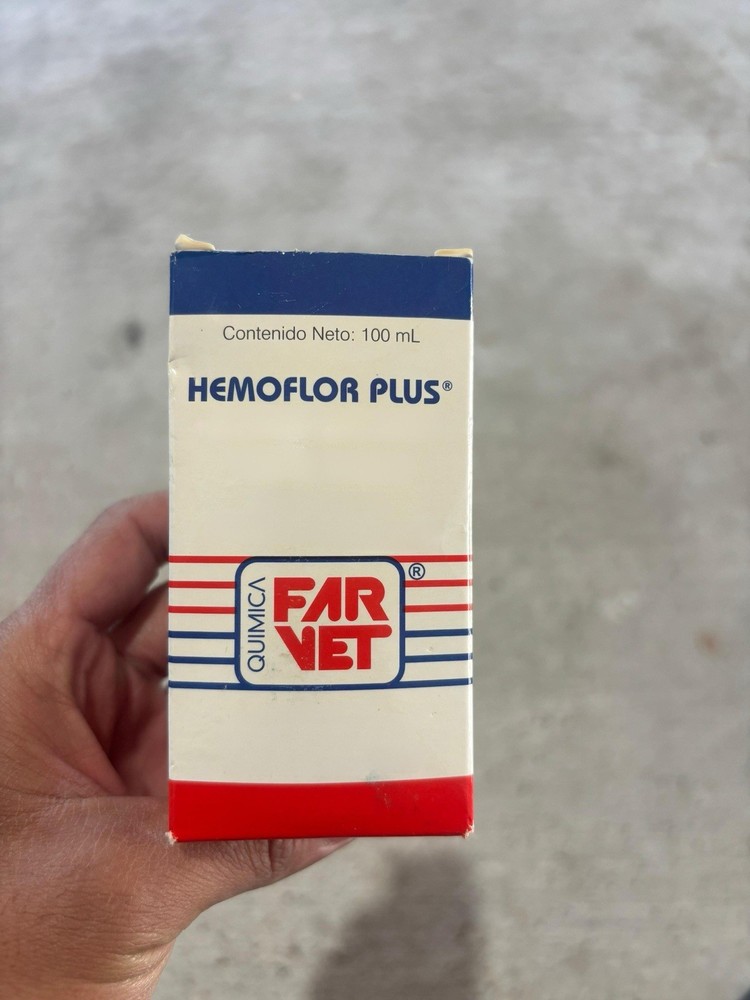 Contenido Neto: 100 mL
HEMOFLOR PLUS®
QUIMICA
FAR
VET
®